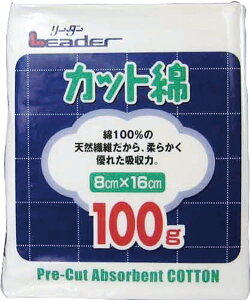 リーダー
Leader
カット綿
綿100%の
天然繊維だから、柔らかく
優れた吸収力。
8cm×16cm
100g
Pre-Cut Absorbent COTTON